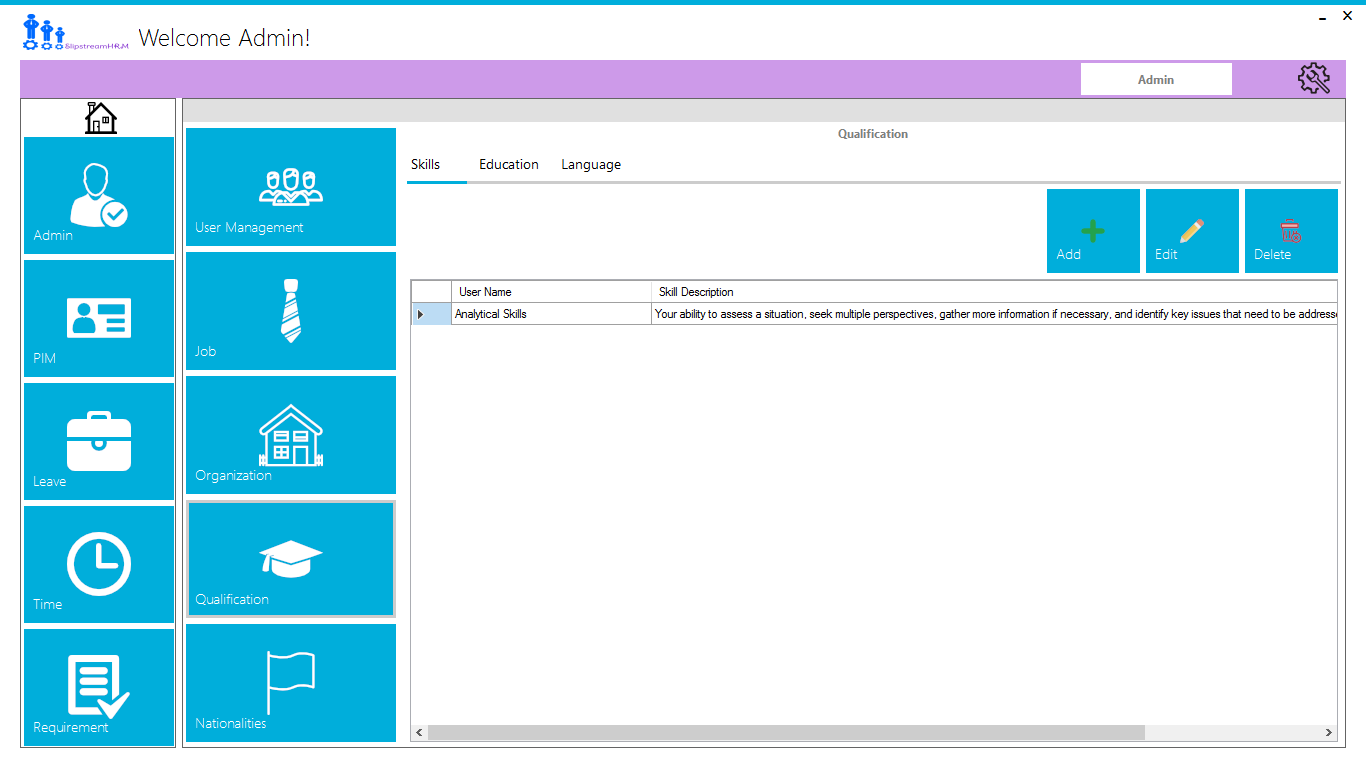 SlipstreamHRM
Welcome Admin!
Admin
Admin
PIM
Leave
Time
Requirement
User Management
Job
Organization
Qualification
Nationalities
Qualification
Skills Education Language
Add Edit Delete
User Name Skill Description
Analytical Skills Your ability to assess a situation, seek multiple perspectives, gather more information if necessary, and identify key issues that need to be addresse